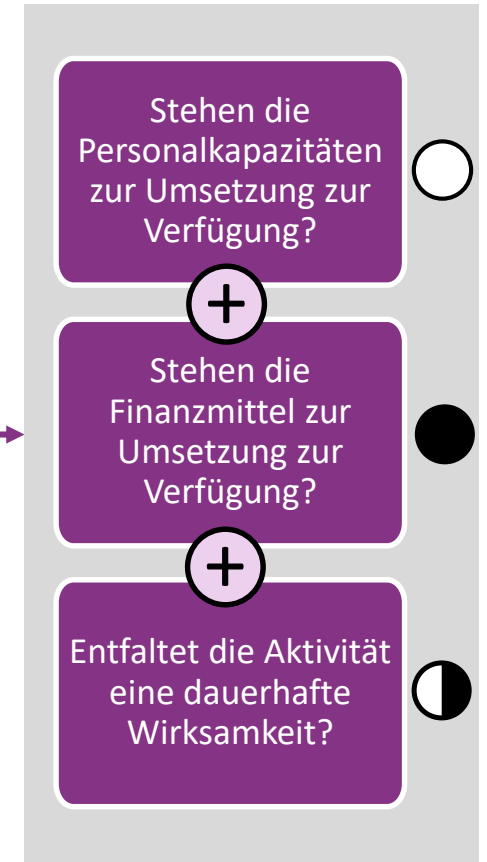 Stehen die
Personalkapazitäten
zur Umsetzung zur
Verfügung?
+
Stehen die
Finanzmittel zur
Umsetzung zur
Verfügung?
+
Entfaltet die Aktivität
eine dauerhafte
Wirksamkeit?